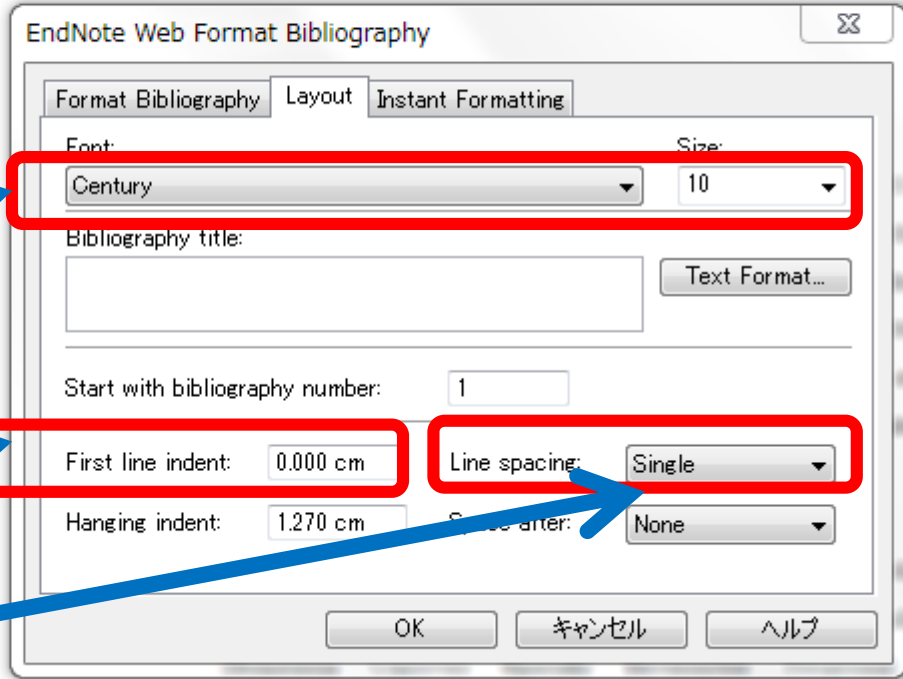 EndNote Web Format Bibliography
Format Bibliography Layout Instant Formatting
Font: Size:
Century 10
Bibliography title:
Text Format...
Start with bibliography number: 1
First line indent: 0.000 cm Line spacing: Single
Hanging indent: 1.270 cm Space after: None
OK キャンセル ヘルプ